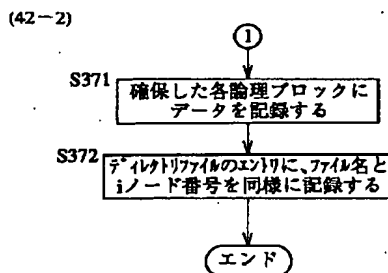 (42-2)
1
S371
確保した各論理ブロックに
データを記録する
S372
ディレクトリファイルのエントリに、ファイル名と
iノード番号を同様に記録する
エンド